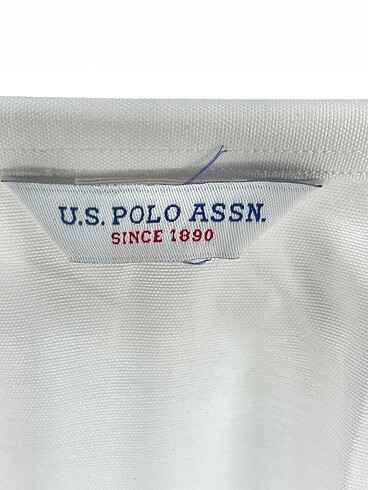 U.S. POLO ASSN.
SINCE 1890